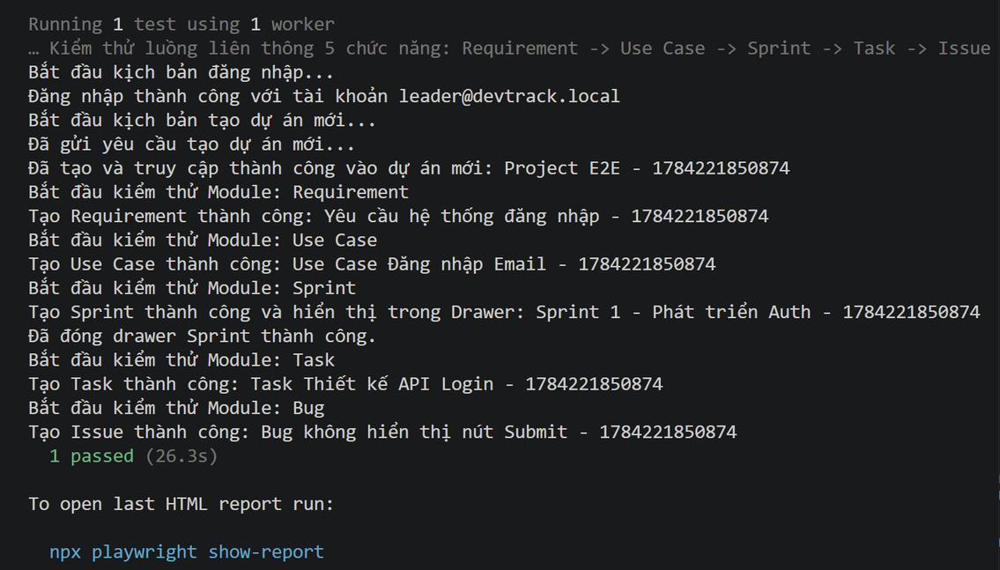 Running 1 test using 1 worker
… Kiểm thử luồng liên thông 5 chức năng: Requirement -> Use Case -> Sprint -> Task -> Issue
Bắt đầu kịch bản đăng nhập...
Đăng nhập thành công với tài khoản leader@devtrack.local
Bắt đầu kịch bản tạo dự án mới...
Đã gửi yêu cầu tạo dự án mới...
Đã tạo và truy cập thành công vào dự án mới: Project E2E - 1784221850874
Bắt đầu kiểm thử Module: Requirement
Tạo Requirement thành công: Yêu cầu hệ thống đăng nhập - 1784221850874
Bắt đầu kiểm thử Module: Use Case
Tạo Use Case thành công: Use Case Đăng nhập Email - 1784221850874
Bắt đầu kiểm thử Module: Sprint
Tạo Sprint thành công và hiển thị trong Drawer: Sprint 1 - Phát triển Auth - 1784221850874
Đã đóng drawer Sprint thành công.
Bắt đầu kiểm thử Module: Task
Tạo Task thành công: Task Thiết kế API Login - 1784221850874
Bắt đầu kiểm thử Module: Bug
Tạo Issue thành công: Bug không hiển thị nút Submit - 1784221850874
1 passed (26.3s)
To open last HTML report run:
npx playwright show-report